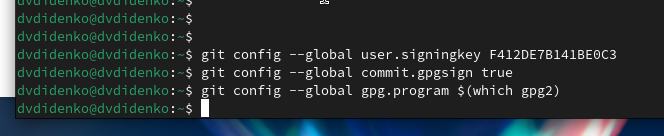 dvdidenko@dvdidenko:~$
dvdidenko@dvdidenko:~$
dvdidenko@dvdidenko:~$
dvdidenko@dvdidenko:~$ git config --global user.signingkey F412DE7B141BE0C3
dvdidenko@dvdidenko:~$ git config --global commit.gpgsign true
dvdidenko@dvdidenko:~$ git config --global gpg.program $(which gpg2)
dvdidenko@dvdidenko:~$